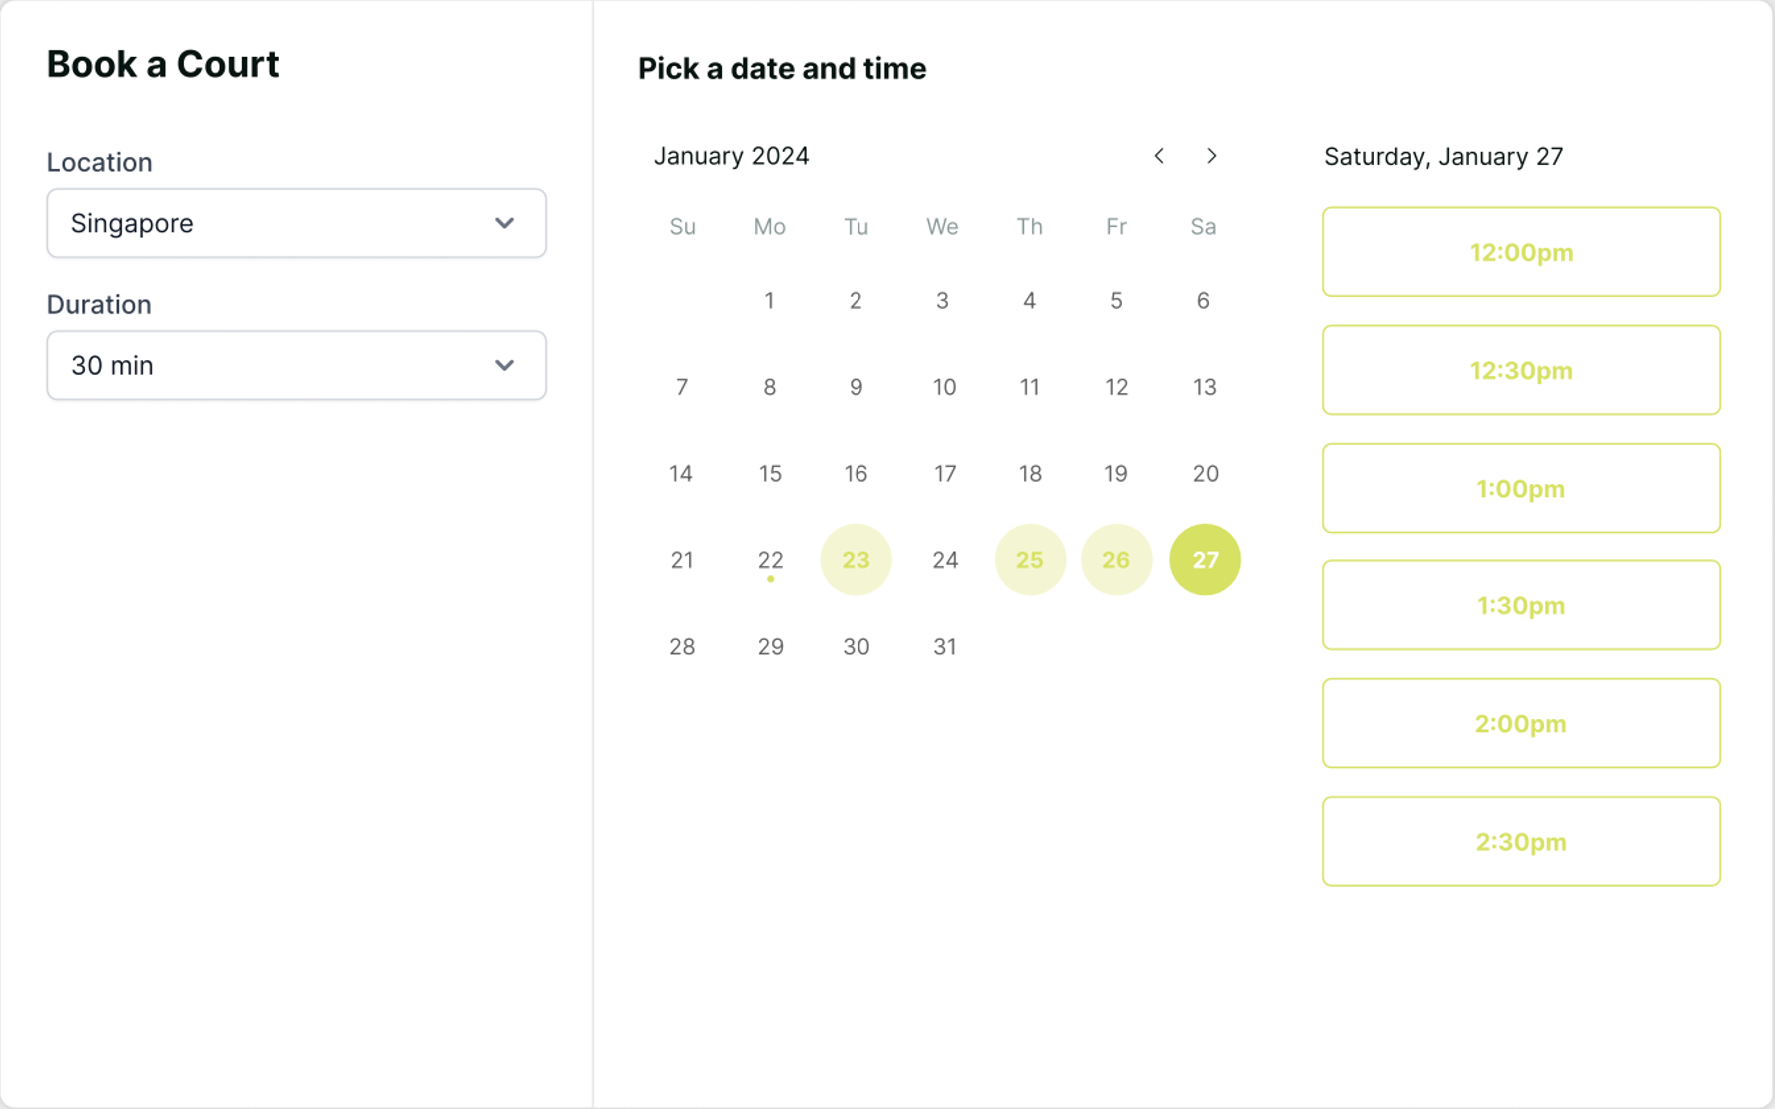 Book a Court
Location
Singapore
Duration
30 min
Pick a date and time
January 2024
Su Mo Tu We Th Fr Sa
1 2 3 4 5 6
7 8 9 10 11 12 13
14 15 16 17 18 19 20
21 22 23 24 25 26 27
28 29 30 31
Saturday, January 27
12:00pm
12:30pm
1:00pm
1:30pm
2:00pm
2:30pm